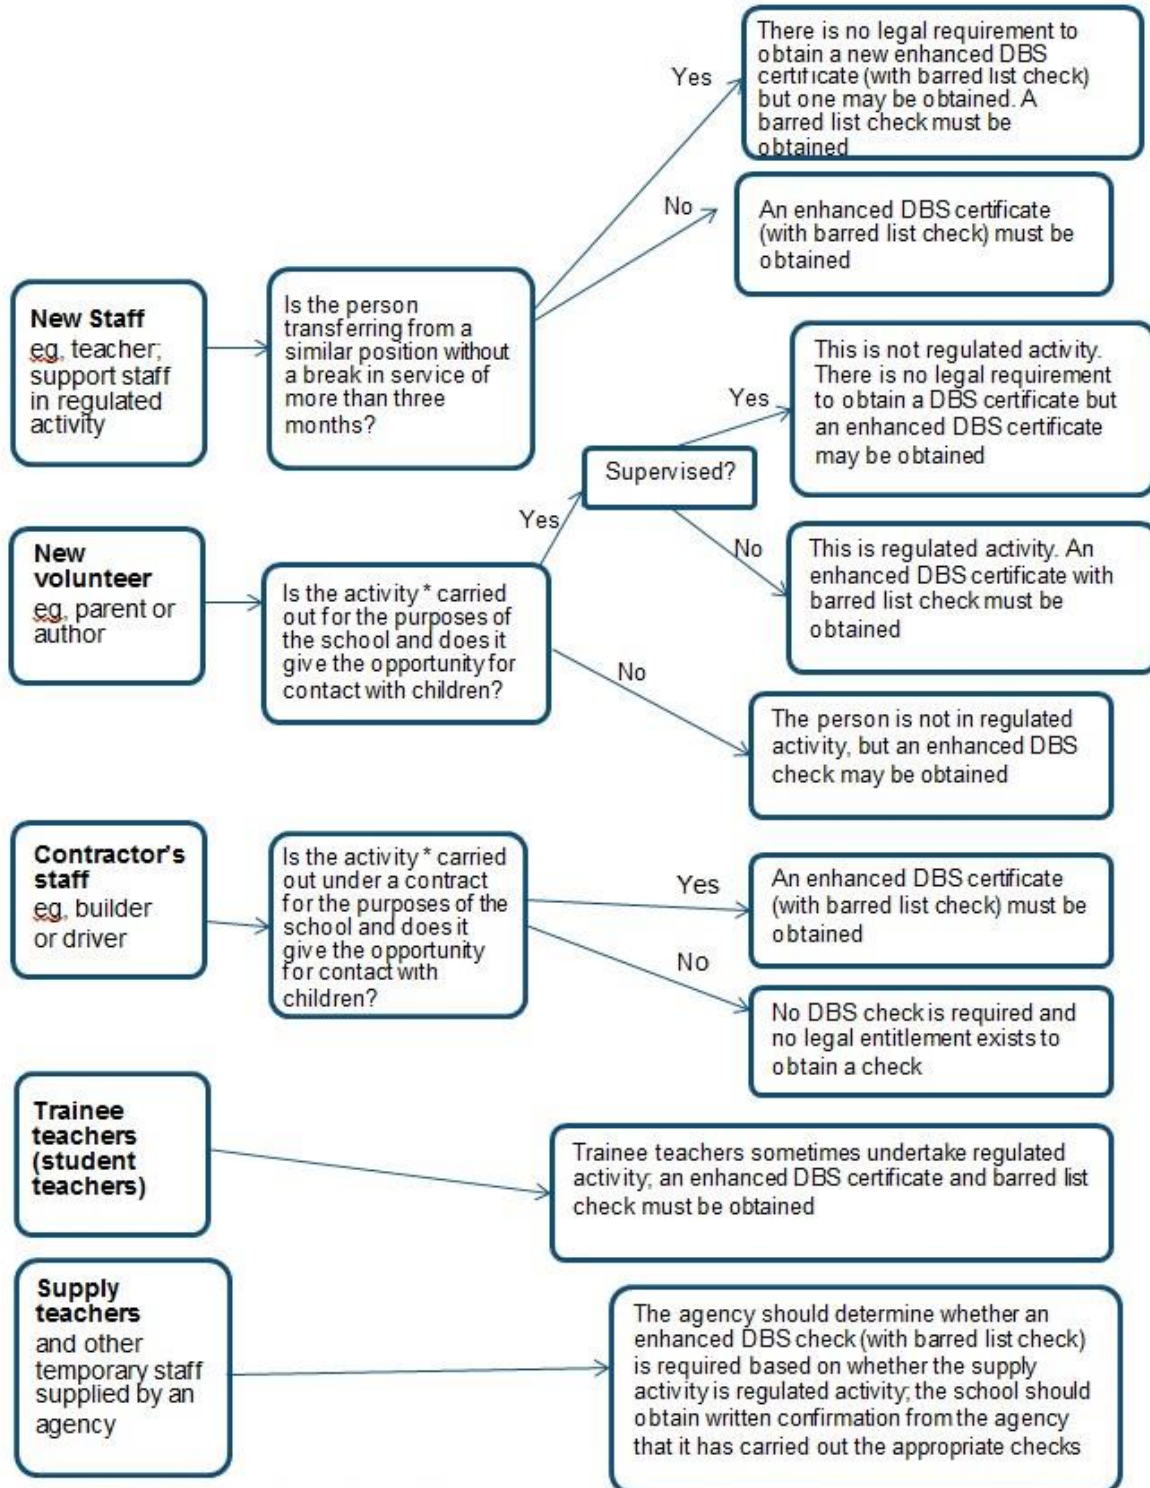 There is no legal requirement to
obtain a new enhanced DBS
certificate (with barred list check)
but one may be obtained. A
barred list check must be
obtained
Yes
No
An enhanced DBS certificate
(with barred list check) must be
obtained
New Staff
eg, teacher;
support staff
in regulated
activity
Is the person
transferring from a
similar position without
a break in service of
more than three
months?
This is not regulated activity.
There is no legal requirement
to obtain a DBS certificate but
an enhanced DBS certificate
may be obtained
Yes
Supervised?
Yes
No
This is regulated activity. An
enhanced DBS certificate with
barred list check must be
obtained
New
volunteer
eg, parent or
author
Is the activity * carried
out for the purposes of
the school and does it
give the opportunity for
contact with children?
No
The person is not in regulated
activity, but an enhanced DBS
check may be obtained
Contractor's
staff
eg, builder
or driver
Is the activity * carried
out under a contract
for the purposes of the
school and does it
give the opportunity
for contact with
children?
Yes
An enhanced DBS certificate
(with barred list check) must be
obtained
No
No DBS check is required and
no legal entitlement exists to
obtain a check
Trainee
teachers
(student
teachers)
Trainee teachers sometimes undertake regulated
activity; an enhanced DBS certificate and barred list
check must be obtained
Supply
teachers
and other
temporary staff
supplied by an
agency
The agency should determine whether an
enhanced DBS check (with barred list check)
is required based on whether the supply
activity is regulated activity; the school should
obtain written confirmation from the agency
that it has carried out the appropriate checks